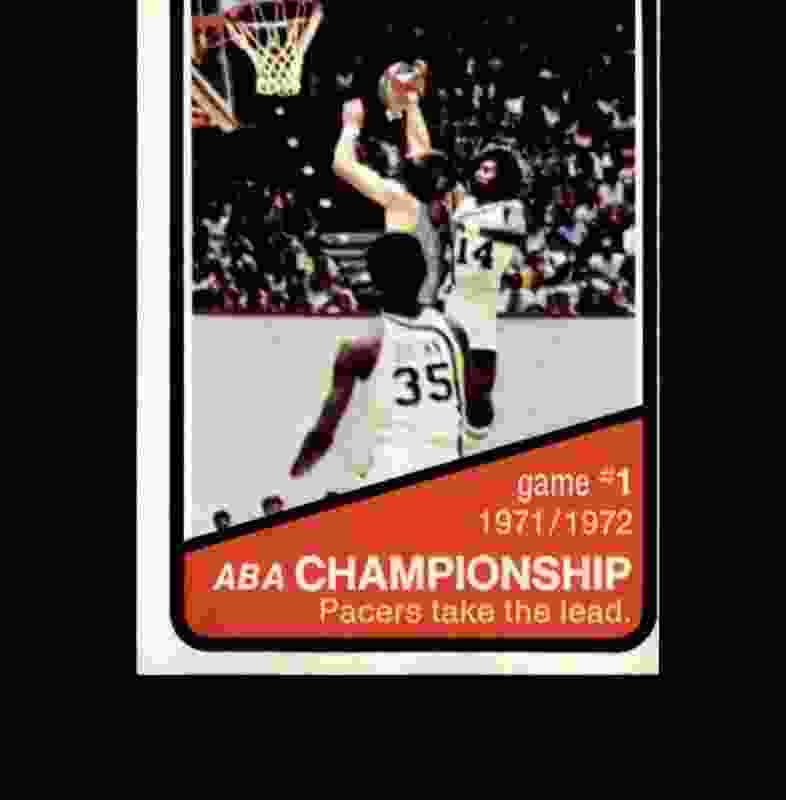 14
35
game #1
1971/1972
ABA CHAMPIONSHIP
Pacers take the lead.